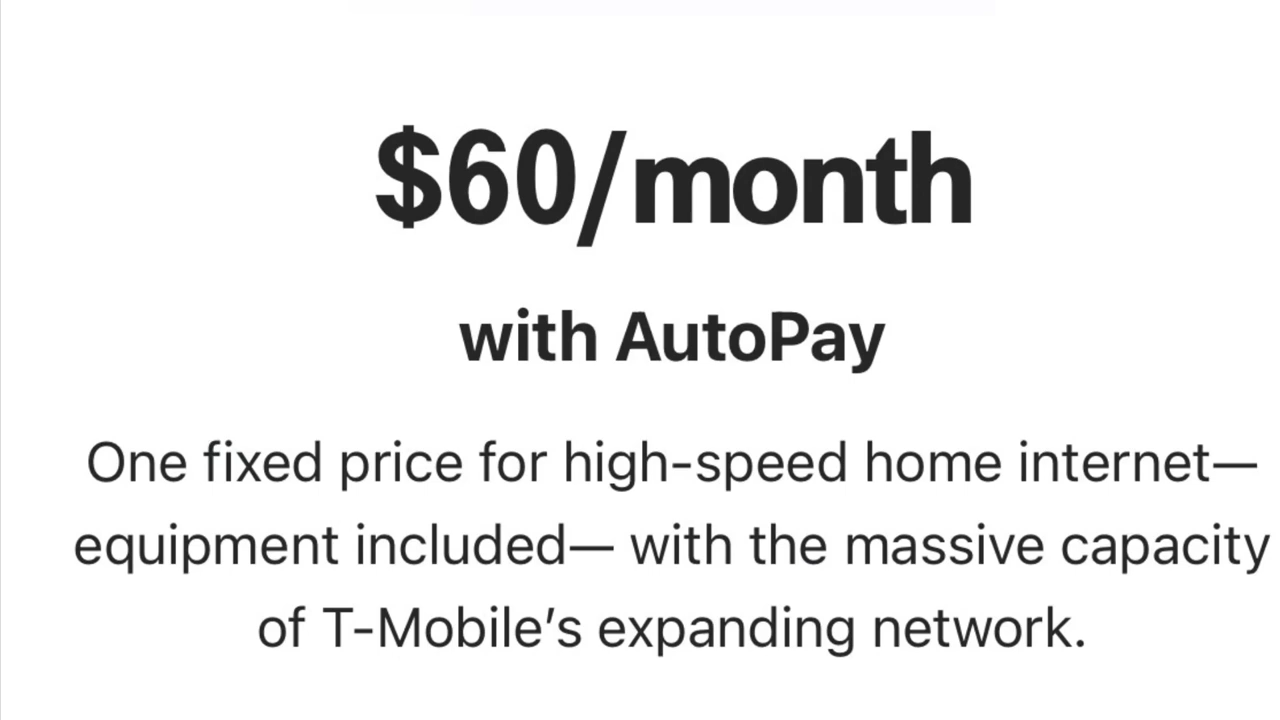 $60/month
with AutoPay
One fixed price for high-speed home internet—
equipment included— with the massive capacity
of T-Mobile’s expanding network.